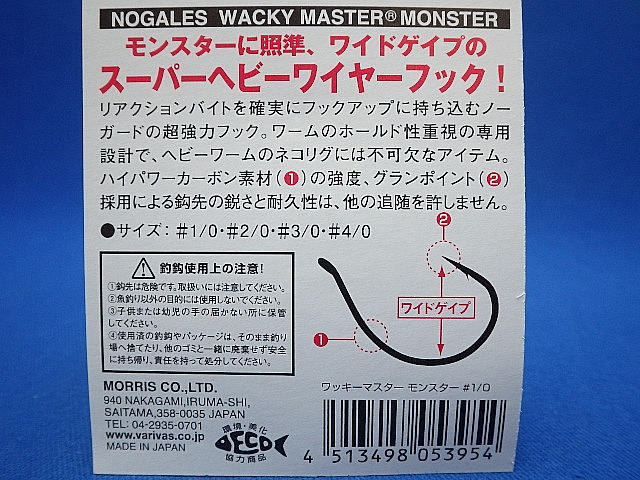 NOGALES WACKY MASTER® MONSTER
モンスターに照準、ワイドゲイプの
スーパーヘビーワイヤーフック！
リアクションバイトを確実にフックアップに持ち込むノー
ガードの超強力フック。ワームのホールド性重視の専用
設計で、ヘビーワームのネコリグには不可欠なアイテム。
ハイパワーカーボン素材(❶)の強度、グランポイント(❷)
採用による鈎先の鋭さと耐久性は、他の追随を許しません。
●サイズ：#1/0・#2/0・#3/0・#4/0
❷
ワイドゲイプ
❶
釣鈎使用上の注意!
①鈎先は危険です。取扱いには注意してください。
②魚釣り以外の目的には使用しないでください。
③子供または幼児の手の届かない所に保管
してください。
④使用済の釣鈎やパッケージは、そのまま釣り
場へ捨てたり、他のゴミと一緒に廃棄せず安全
に持ち帰り、責任を持って処分してください。
MORRIS CO.,LTD.
940 NAKAGAMI,IRUMA-SHI,
SAITAMA,358-0035 JAPAN
TEL: 04-2935-0701
www.varivas.co.jp
MADE IN JAPAN
環境・美化
ECO
協力商品
ワッキーマスター モンスター #1/0
4 513498 053954